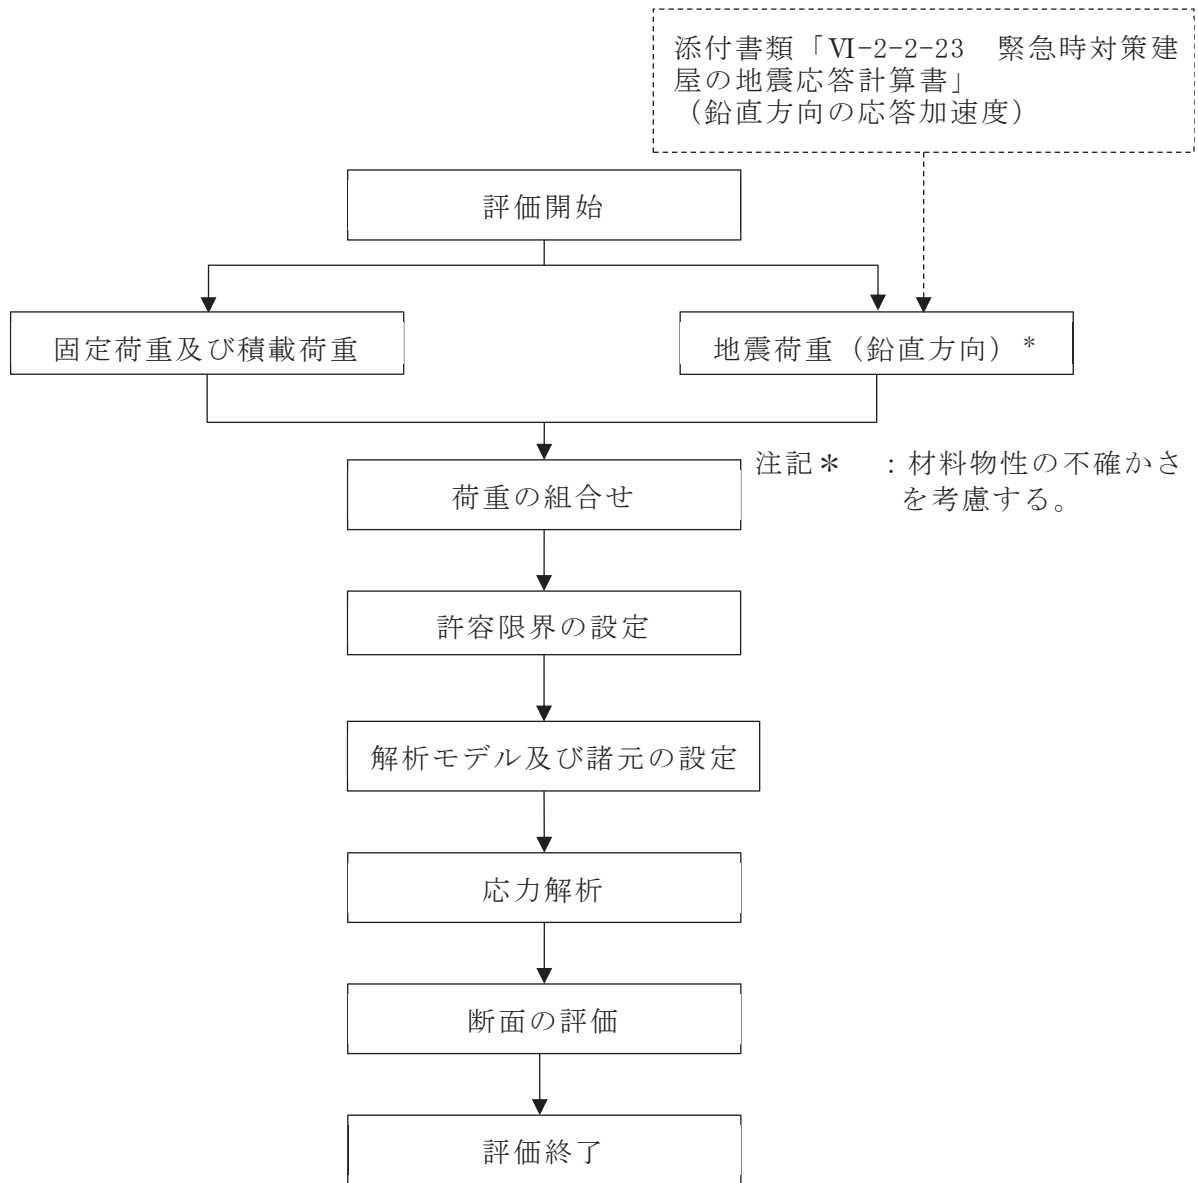 添付書類「Ⅵ-2-2-23　緊急時対策建
屋の地震応答計算書」
（鉛直方向の応答加速度）
評価開始
固定荷重及び積載荷重
地震荷重（鉛直方向）*
注記＊　：材料物性の不確かさ
を考慮する。
荷重の組合せ
許容限界の設定
解析モデル及び諸元の設定
応力解析
断面の評価
評価終了